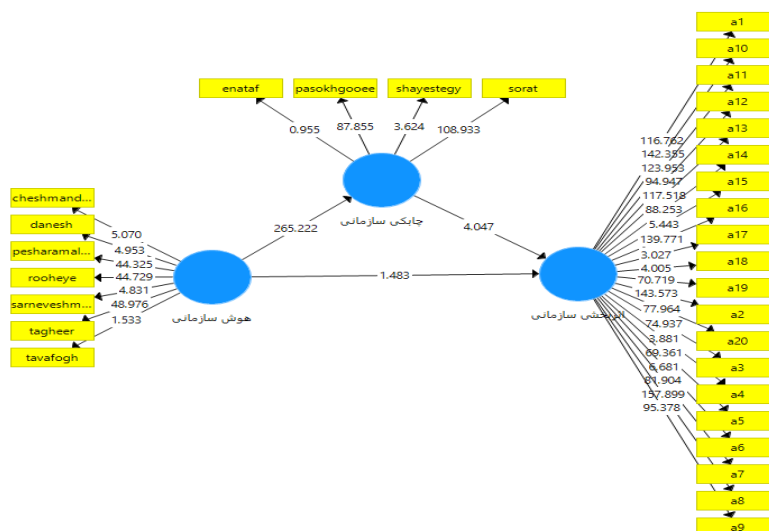 a1
a10
a11
a12
a13
a14
a15
a16
a17
a18
a19
a2
a20
a3
a4
a5
a6
a7
a8
a9
116.762
142.355
123.953
94.947
117.518
88.253
5.443
139.771
3.027
4.005
70.719
143.573
77.964
74.937
3.881
69.361
6.681
81.904
157.899
95.378
enataf
pasokhgooee
shayestegy
sorat
0.955
87.855
3.624
108.933
چابکی سازمانی
265.222
4.047
1.483
cheshmand...
danesh
pesharamal...
rooheye
sarneveshm...
tagheer
tavafogh
5.070
4.953
44.325
44.729
4.831
48.976
1.533
هوش سازمانی
اثربخشی سازمانی